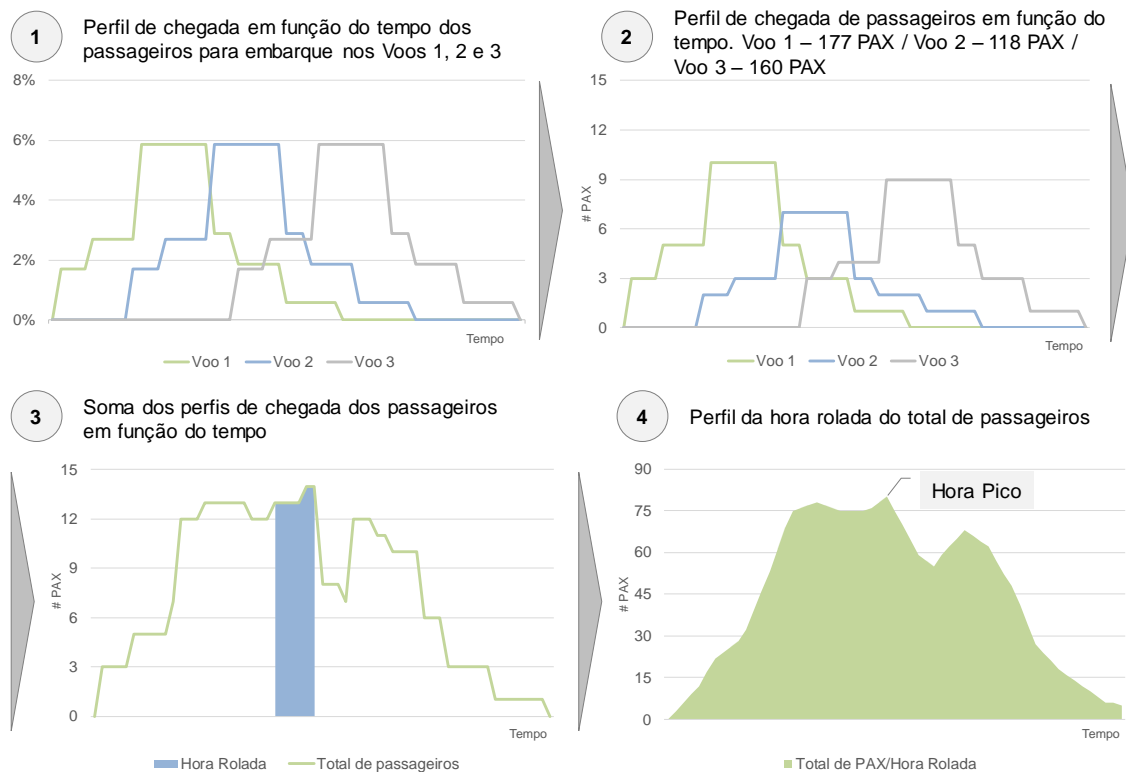 1
Perfil de chegada em função do tempo dos
passageiros para embarque nos Voos 1, 2 e 3
8%
6%
4%
2%
0%
Tempo
Voo 1
Voo 2
Voo 3
2
Perfil de chegada de passageiros em função do
tempo. Voo 1 – 177 PAX / Voo 2 – 118 PAX /
Voo 3 – 160 PAX
15
12
9
6
3
0
# PAX
Tempo
Voo 1
Voo 2
Voo 3
3
Soma dos perfis de chegada dos passageiros
em função do tempo
15
12
9
6
3
0
# PAX
Tempo
Hora Rolada
Total de passageiros
4
Perfil da hora rolada do total de passageiros
90
75
60
45
30
15
0
# PAX
Hora Pico
Tempo
Total de PAX/Hora Rolada